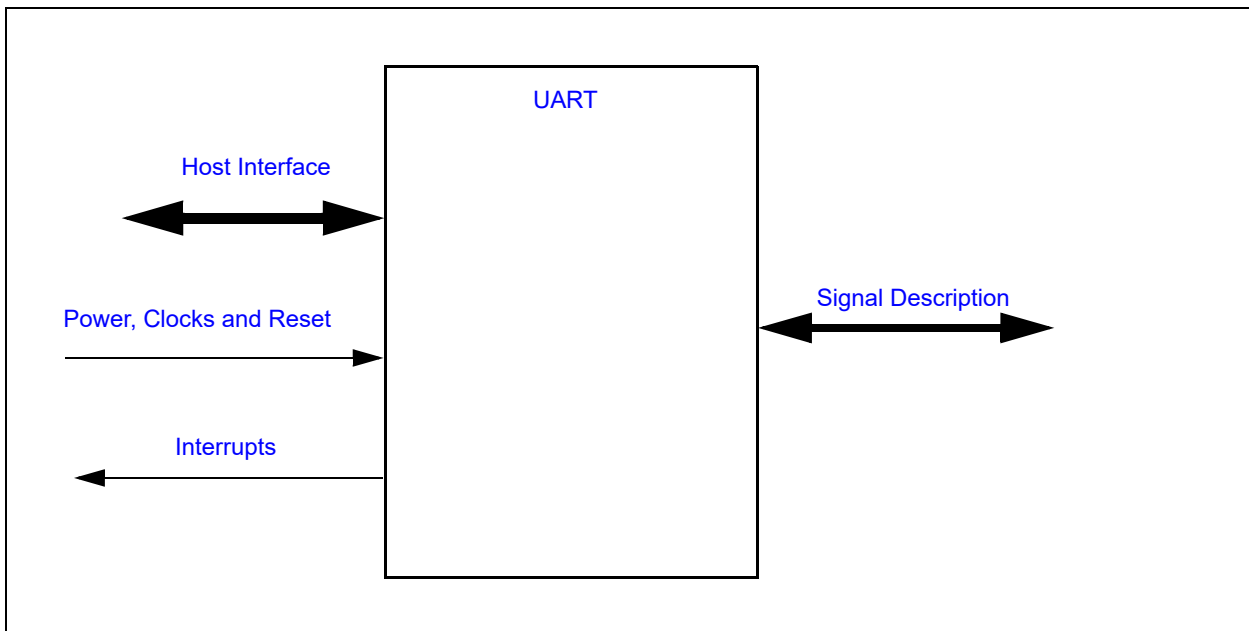 UART
Host Interface
Signal Description
Power, Clocks and Reset
Interrupts